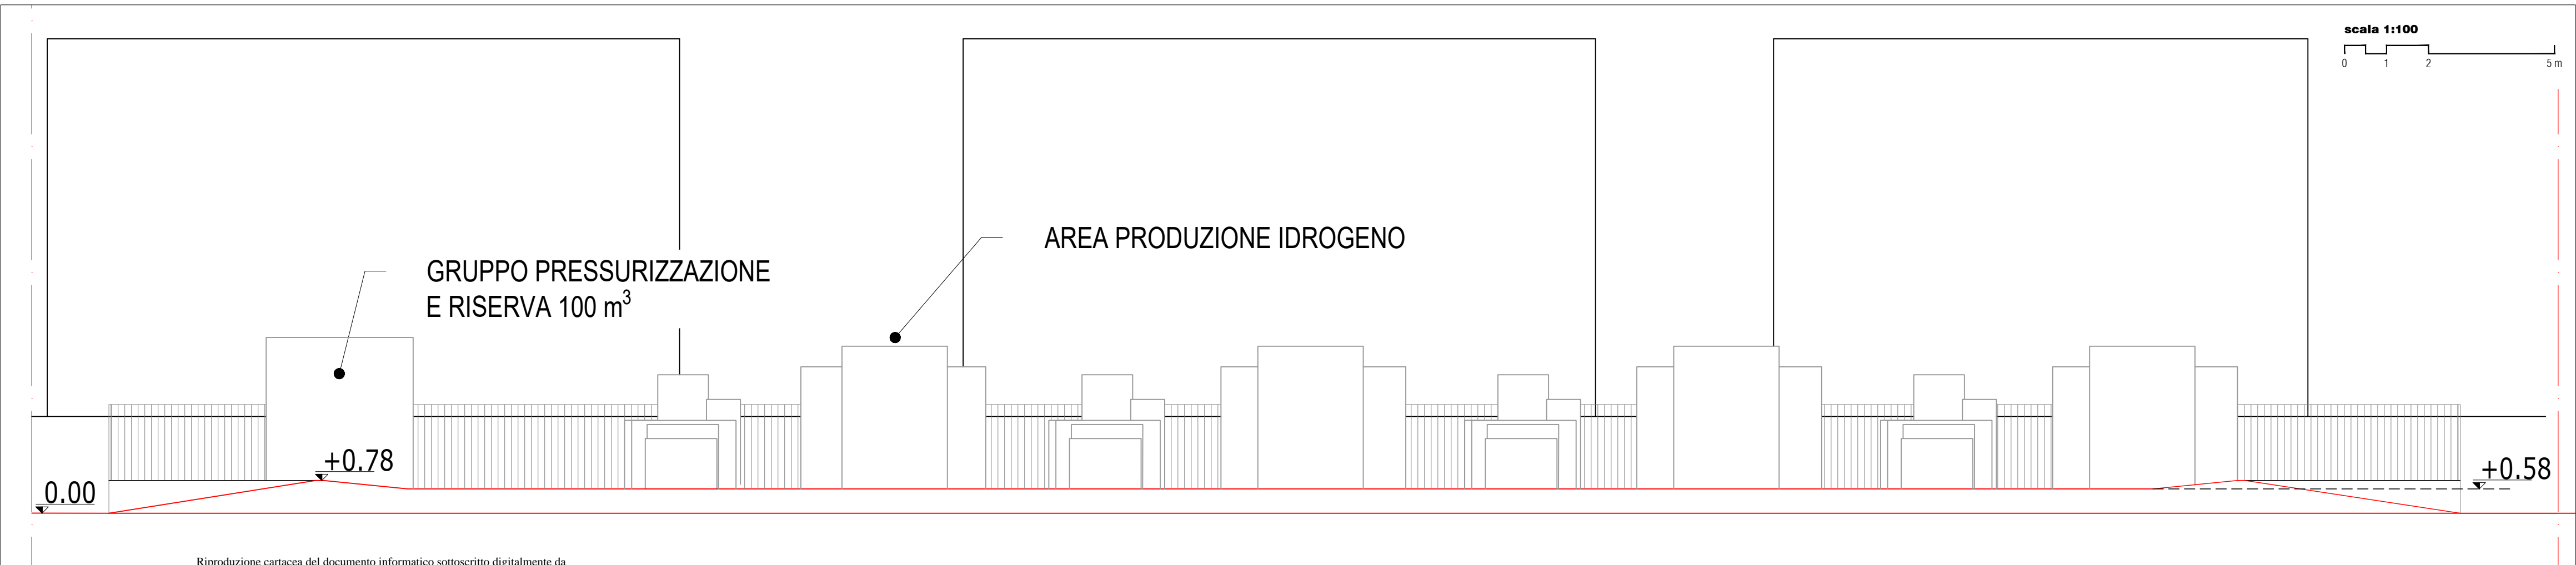 scala 1:100
0 1 2 5 m
AREA PRODUZIONE IDROGENO
GRUPPO PRESSURIZZAZIONE
E RISERVA 100 m³
+0.78
0.00
+0.58
Riproduzione cartacea del documento informatico sottoscritto digitalmente da